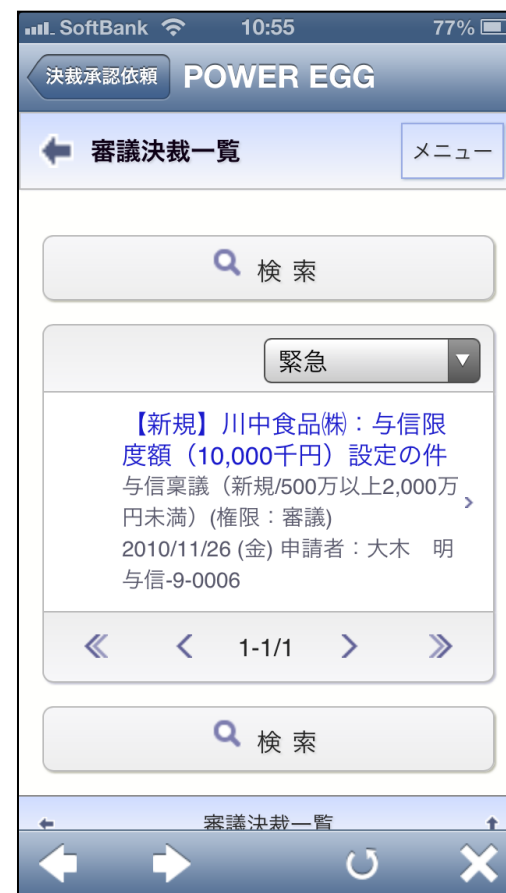 SoftBank 10:55 77%
決裁承認依頼 POWER EGG
審議決裁一覧 メニュー
検 索
緊急
【新規】川中食品㈱：与信限
度額（10,000千円）設定の件
与信稟議（新規/500万以上2,000万
円未満）(権限：審議)
2010/11/26 (金) 申請者：大木　明
与信-9-0006
1-1/1
検 索
審議決裁一覧